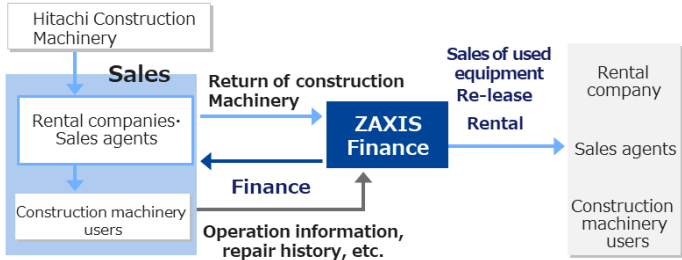 Hitachi Construction
Machinery
Sales
Rental companies·
Sales agents
Construction machinery
users
Return of construction
Machinery
Finance
Operation information,
repair history, etc.
ZAXIS
Finance
Sales of used
equipment
Re-lease
Rental
Rental
company
Sales agents
Construction
machinery
users